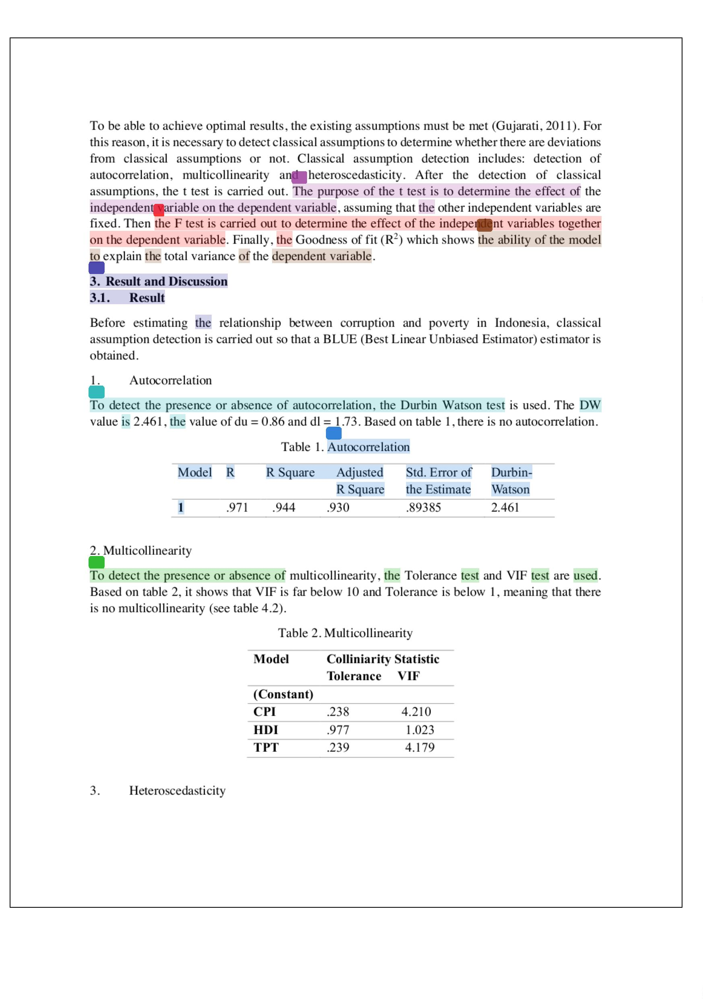 To be able to achieve optimal results, the existing assumptions must be met (Gujarati, 2011). For
this reason, it is necessary to detect classical assumptions to determine whether there are deviations
from classical assumptions or not. Classical assumption detection includes: detection of
autocorrelation, multicollinearity and heteroscedasticity. After the detection of classical
assumptions, the t test is carried out. The purpose of the t test is to determine the effect of the
independent variable on the dependent variable, assuming that the other independent variables are
fixed. Then the F test is carried out to determine the effect of the independent variables together
on the dependent variable. Finally, the Goodness of fit (R²) which shows the ability of the model
to explain the total variance of the dependent variable.
3. Result and Discussion
3.1. Result
Before estimating the relationship between corruption and poverty in Indonesia, classical
assumption detection is carried out so that a BLUE (Best Linear Unbiased Estimator) estimator is
obtained.
1. Autocorrelation
To detect the presence or absence of autocorrelation, the Durbin Watson test is used. The DW
value is 2.461, the value of du = 0.86 and dl = 1.73. Based on table 1, there is no autocorrelation.
Table 1. Autocorrelation
Model R R Square Adjusted Std. Error of Durbin-
R Square the Estimate Watson
1 .971 .944 .930 .89385 2.461
2. Multicollinearity
To detect the presence or absence of multicollinearity, the Tolerance test and VIF test are used.
Based on table 2, it shows that VIF is far below 10 and Tolerance is below 1, meaning that there
is no multicollinearity (see table 4.2).
Table 2. Multicollinearity
Model Colliniarity Statistic
Tolerance VIF
(Constant)
CPI .238 4.210
HDI .977 1.023
TPT .239 4.179
3. Heteroscedasticity